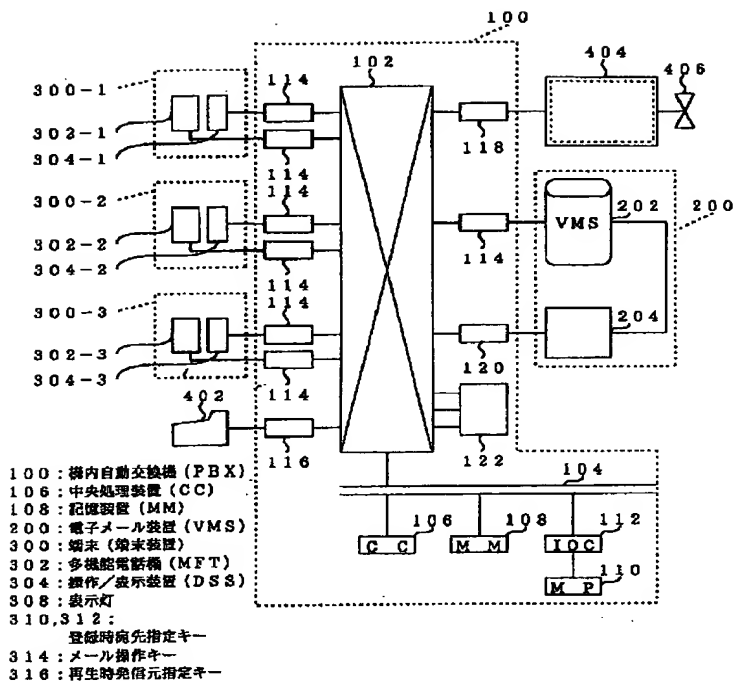 100
102
404
406
300-1
114
302-1
304-1
114
118
300-2
114
VMS
202
200
302-2
304-2
114
114
300-3
114
204
302-3
304-3
114
120
402
116
122
104
106
108
112
CC
MM
IOC
110
MP
100:構内自動交換機(PBX)
106:中央処理装置(CC)
108:記憶装置(MM)
200:電子メール装置(VMS)
300:端末(端末装置)
302:多機能電話機(MFT)
304:操作/表示装置(DSS)
308:表示灯
310,312:
登録時宛先指定キー
314:メール操作キー
316:再生時発信元指定キー